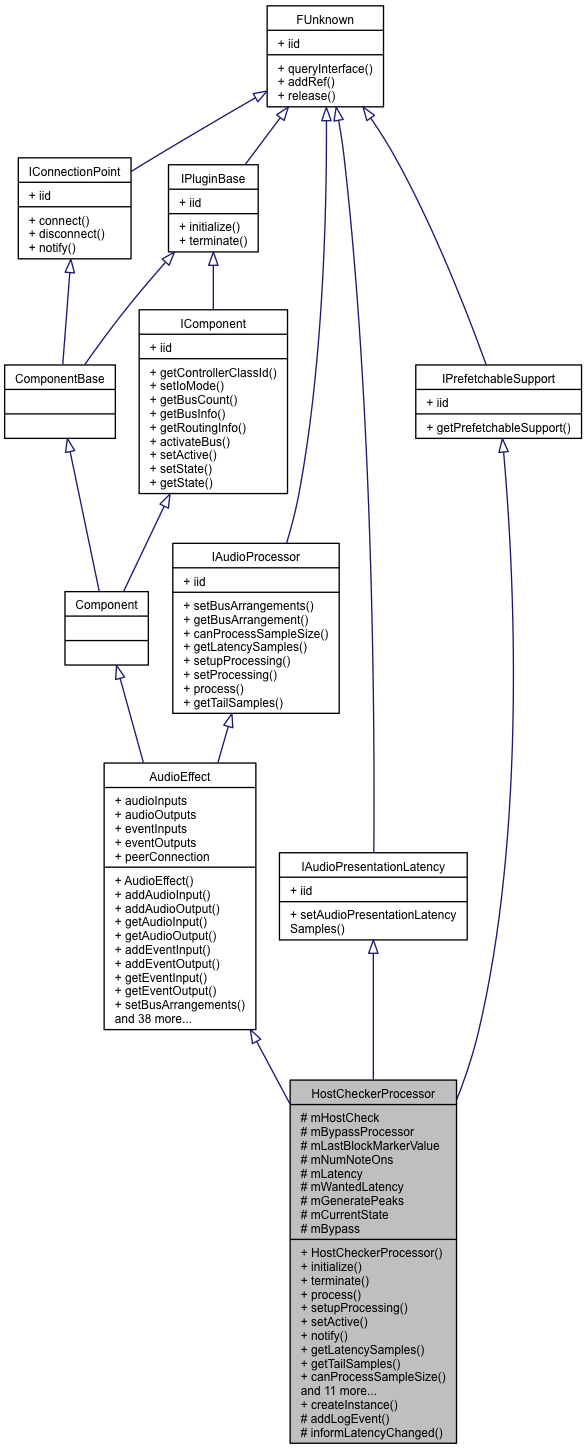 FUnknown
+ iid
+ queryInterface()
+ addRef()
+ release()
IConnectionPoint
+ iid
+ connect()
+ disconnect()
+ notify()
IPluginBase
+ iid
+ initialize()
+ terminate()
IComponent
+ iid
+ getControllerClassId()
+ setIoMode()
+ getBusCount()
+ getBusInfo()
+ getRoutingInfo()
+ activateBus()
+ setActive()
+ setState()
+ getState()
ComponentBase
IPrefetchableSupport
+ iid
+ getPrefetchableSupport()
IAudioProcessor
+ iid
+ setBusArrangements()
+ getBusArrangement()
+ canProcessSampleSize()
+ getLatencySamples()
+ setupProcessing()
+ setProcessing()
+ process()
+ getTailSamples()
Component
AudioEffect
+ audioInputs
+ audioOutputs
+ eventInputs
+ eventOutputs
+ peerConnection
+ AudioEffect()
+ addAudioInput()
+ addAudioOutput()
+ getAudioInput()
+ getAudioOutput()
+ addEventInput()
+ addEventOutput()
+ getEventInput()
+ getEventOutput()
+ setBusArrangements()
and 38 more...
IAudioPresentationLatency
+ iid
+ setAudioPresentationLatency
Samples()
HostCheckerProcessor
# mHostCheck
# mBypassProcessor
# mLastBlockMarkerValue
# mNumNoteOns
# mLatency
# mWantedLatency
# mGeneratePeaks
# mCurrentState
# mBypass
+ HostCheckerProcessor()
+ initialize()
+ terminate()
+ process()
+ setupProcessing()
+ setActive()
+ notify()
+ getLatencySamples()
+ getTailSamples()
+ canProcessSampleSize()
and 11 more...
+ createInstance()
# addLogEvent()
# informLatencyChanged()